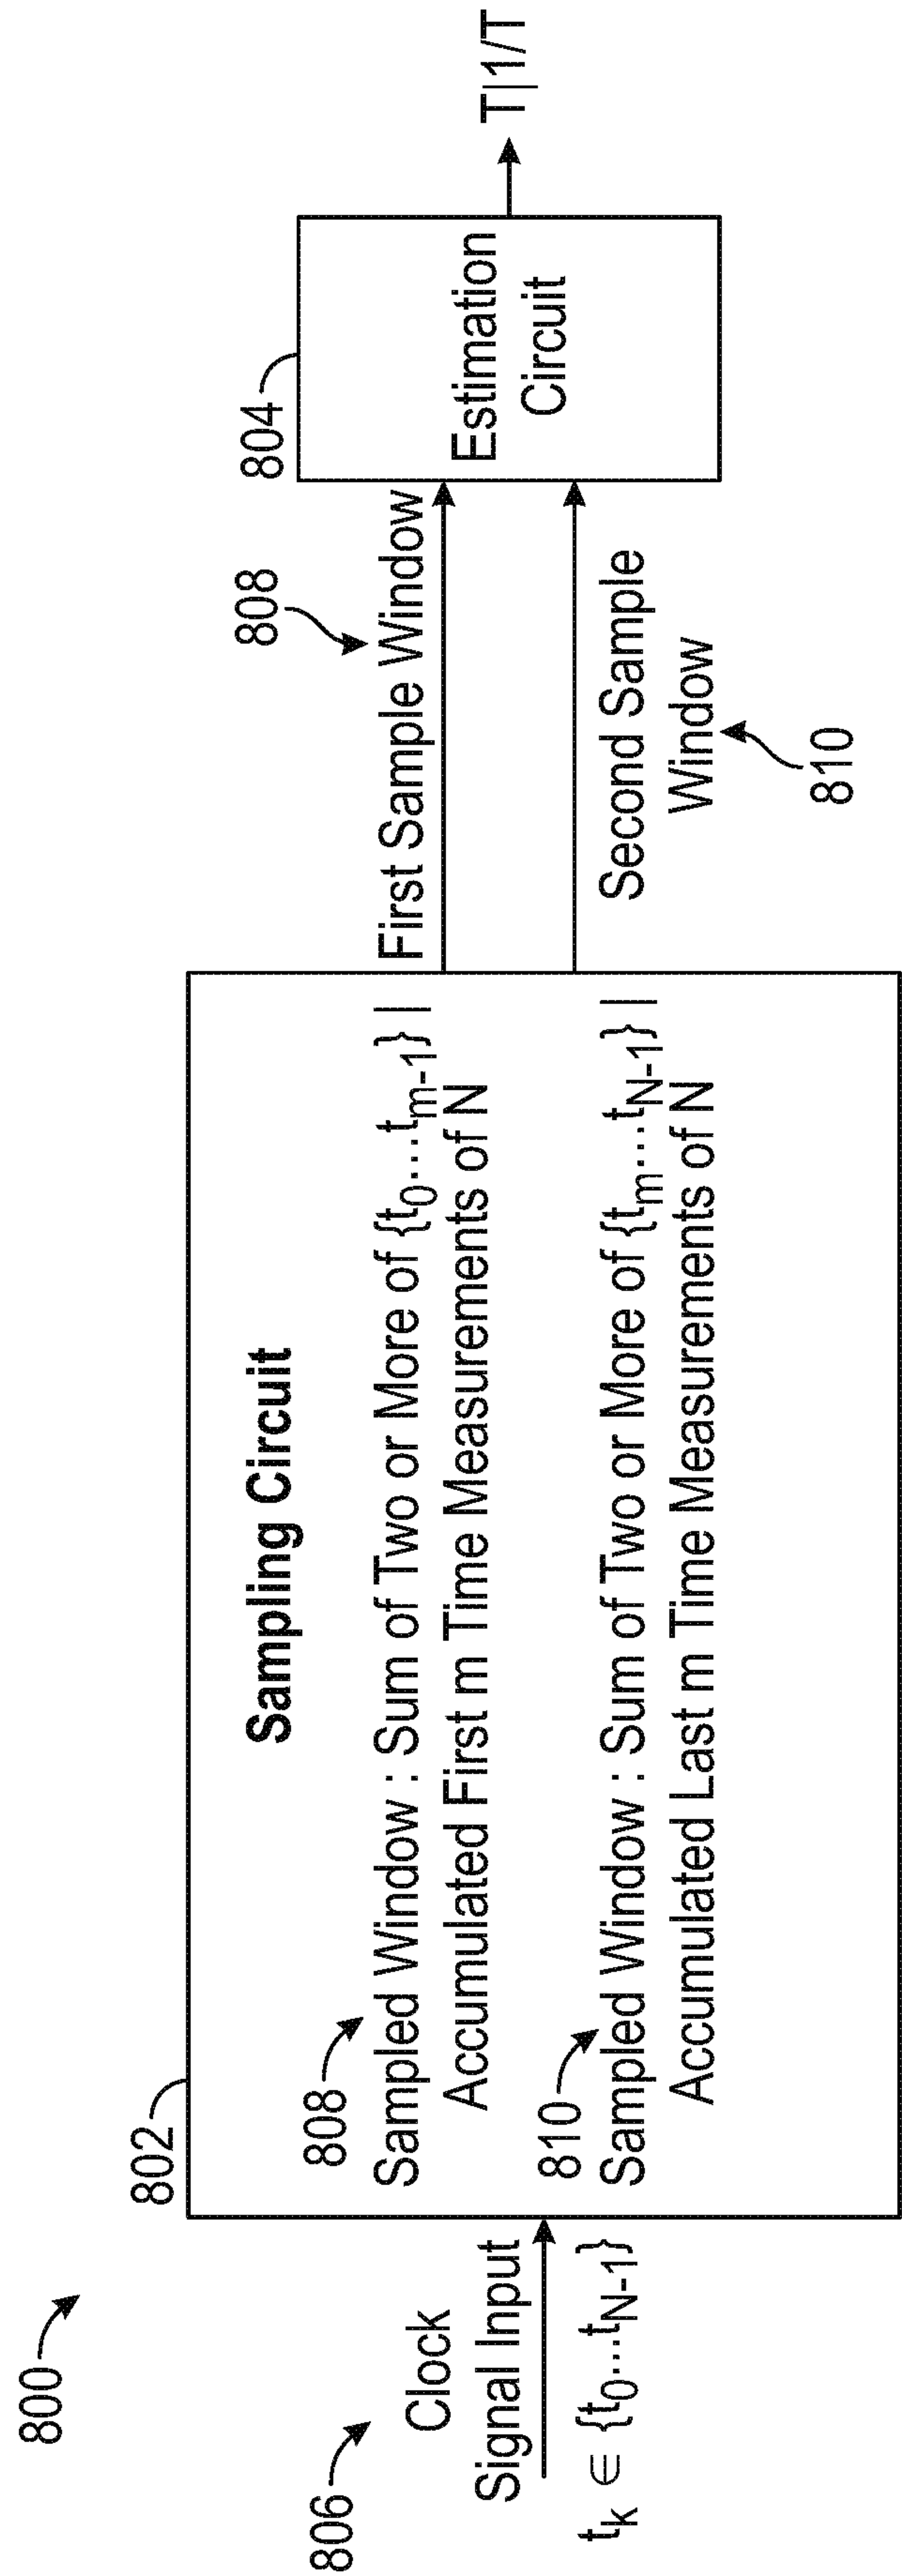 800
806
Clock
Signal Input
t_k ∈ {t_0...t_N-1}
802
Sampling Circuit
808
Sampled Window : Sum of Two or More of {t_0...t_m-1} |
Accumulated First m Time Measurements of N
810
Sampled Window : Sum of Two or More of {t_m...t_N-1} |
Accumulated Last m Time Measurements of N
808
First Sample Window
Second Sample
Window
810
804
Estimation
Circuit
T|1/T